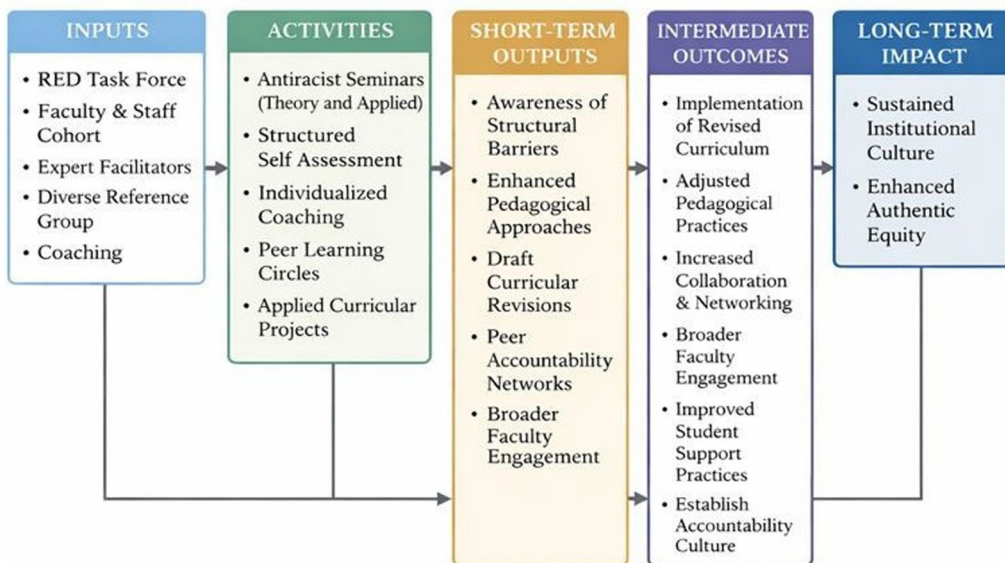 INPUTS
• RED Task Force
• Faculty & Staff
Cohort
• Expert Facilitators
• Diverse Reference
Group
• Coaching
ACTIVITIES
• Antiracist Seminars
(Theory and Applied)
• Structured
Self Assessment
• Individualized
Coaching
• Peer Learning
Circles
• Applied Curricular
Projects
SHORT-TERM
OUTPUTS
• Awareness of
Structural
Barriers
• Enhanced
Pedagogical
Approaches
• Draft
Curricular
Revisions
• Peer
Accountability
Networks
• Broader
Faculty
Engagement
INTERMEDIATE
OUTCOMES
• Implementation
of Revised
Curriculum
• Adjusted
Pedagogical
Practices
• Increased
Collaboration
& Networking
• Broader
Faculty
Engagement
• Improved
Student
Support
Practices
• Establish
Accountability
Culture
LONG-TERM
IMPACT
• Sustained
Institutional
Culture
• Enhanced
Authentic
Equity